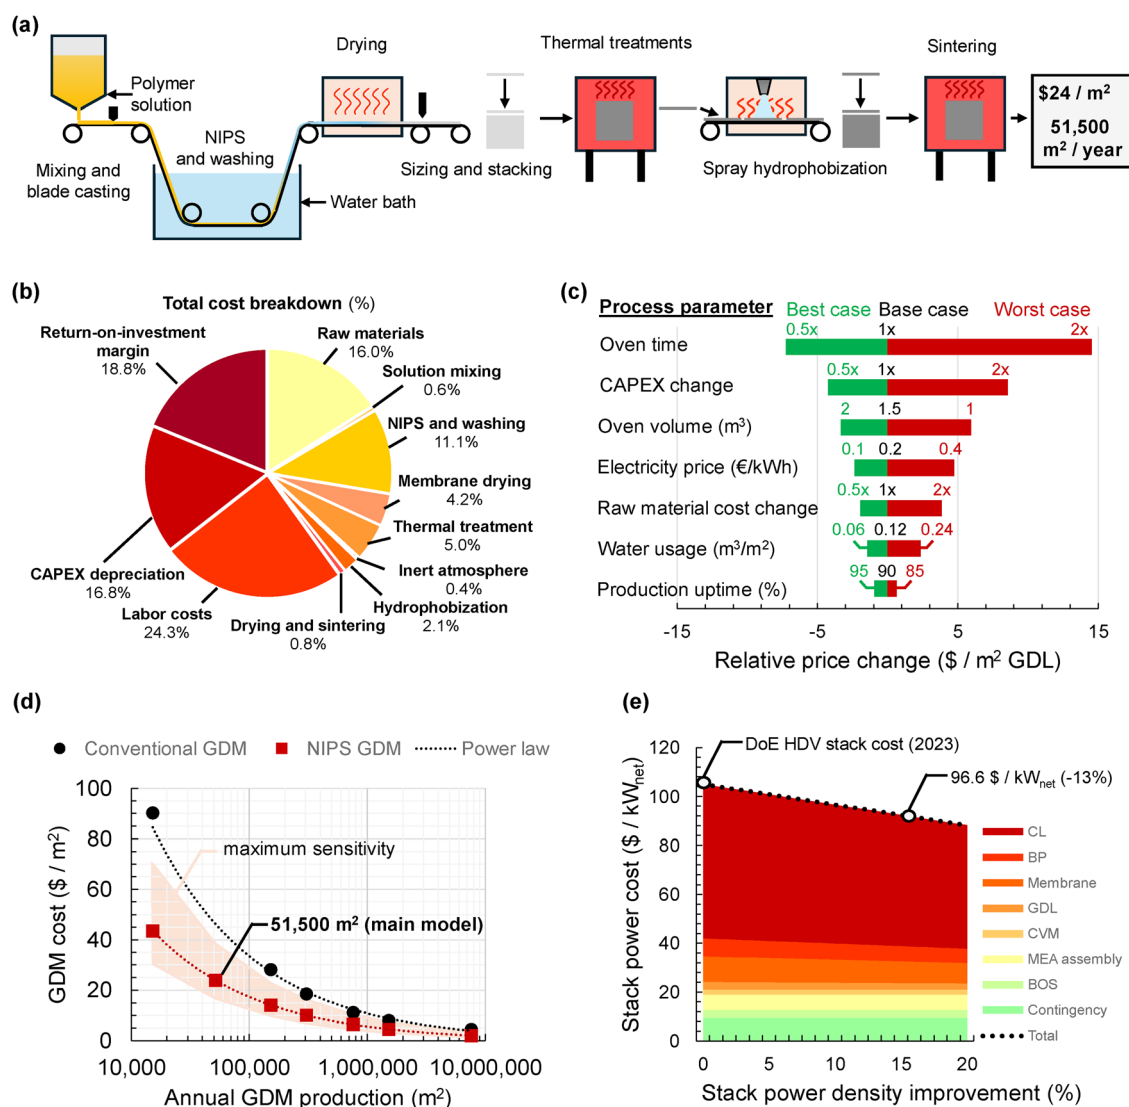 (a)
Polymer
solution
Mixing and
blade casting
NIPS
and washing
Water bath
Drying
Sizing and stacking
Thermal treatments
Spray hydrophobization
Sintering
$24 / m²
51,500
m² / year
(b)
Total cost breakdown (%)
Return-on-investment
margin
18.8%
Raw materials
16.0%
Solution mixing
0.6%
NIPS and washing
11.1%
Membrane drying
4.2%
Thermal treatment
5.0%
Inert atmosphere
0.4%
Hydrophobization
2.1%
Drying and sintering
0.8%
Labor costs
24.3%
CAPEX depreciation
16.8%
(c)
Process parameter Best case Base case Worst case
Oven time 0.5x 1x 2x
CAPEX change 0.5x 1x 2x
Oven volume (m³) 2 1.5 1
Electricity price (€/kWh) 0.1 0.2 0.4
Raw material cost change 0.5x 1x 2x
Water usage (m³/m²) 0.06 0.12 0.24
Production uptime (%) 95 90 85
-15 -5 5 15
Relative price change ($ / m² GDL)
(d)
Conventional GDM NIPS GDM Power law
GDM cost ($ / m²)
100
80
60
40
20
0
maximum sensitivity
51,500 m² (main model)
10,000 100,000 1,000,000 10,000,000
Annual GDM production (m²)
(e)
Stack power cost ($ / kWnet)
120
100
80
60
40
20
0
DoE HDV stack cost (2023)
96.6 $ / kWnet (-13%)
CL
BP
Membrane
GDL
CVM
MEA assembly
BOS
Contingency
Total
0 5 10 15 20
Stack power density improvement (%)